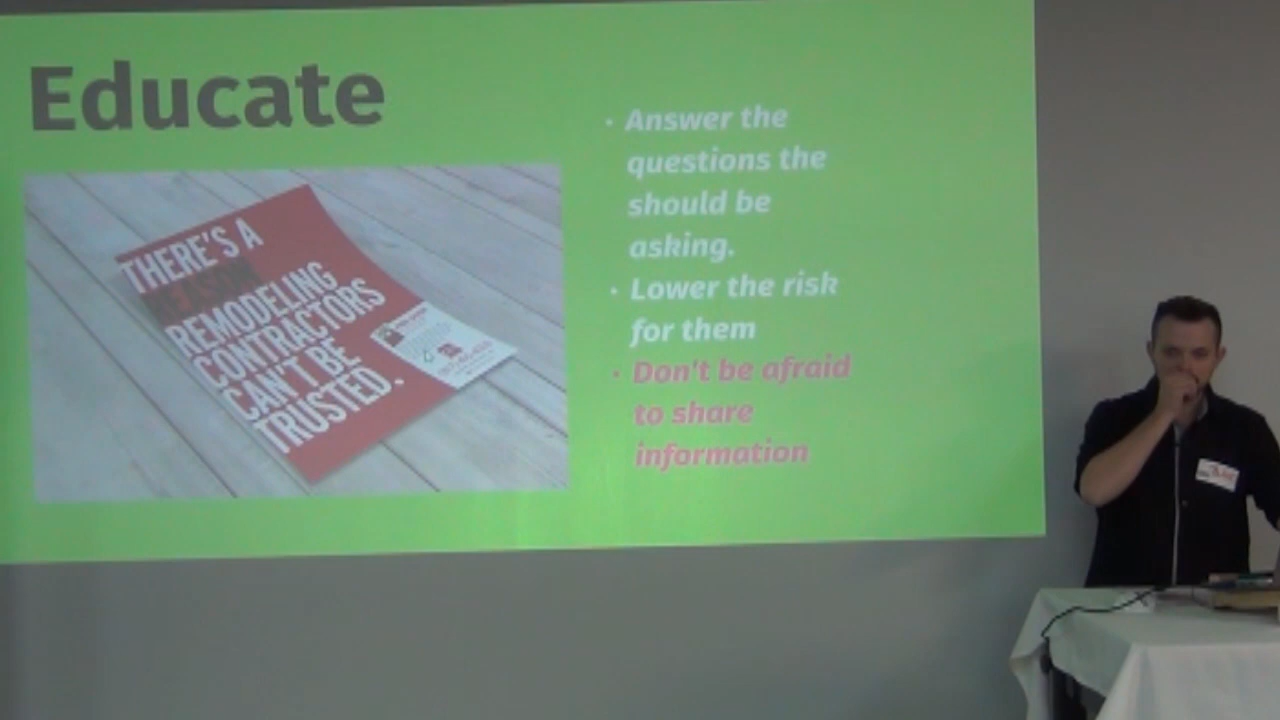 Educate
THERE'S A
REASON
REMODELING
CONTRACTORS
CAN'T BE
TRUSTED.
· Answer the
questions the
should be
asking.
· Lower the risk
for them
· Don't be afraid
to share
information